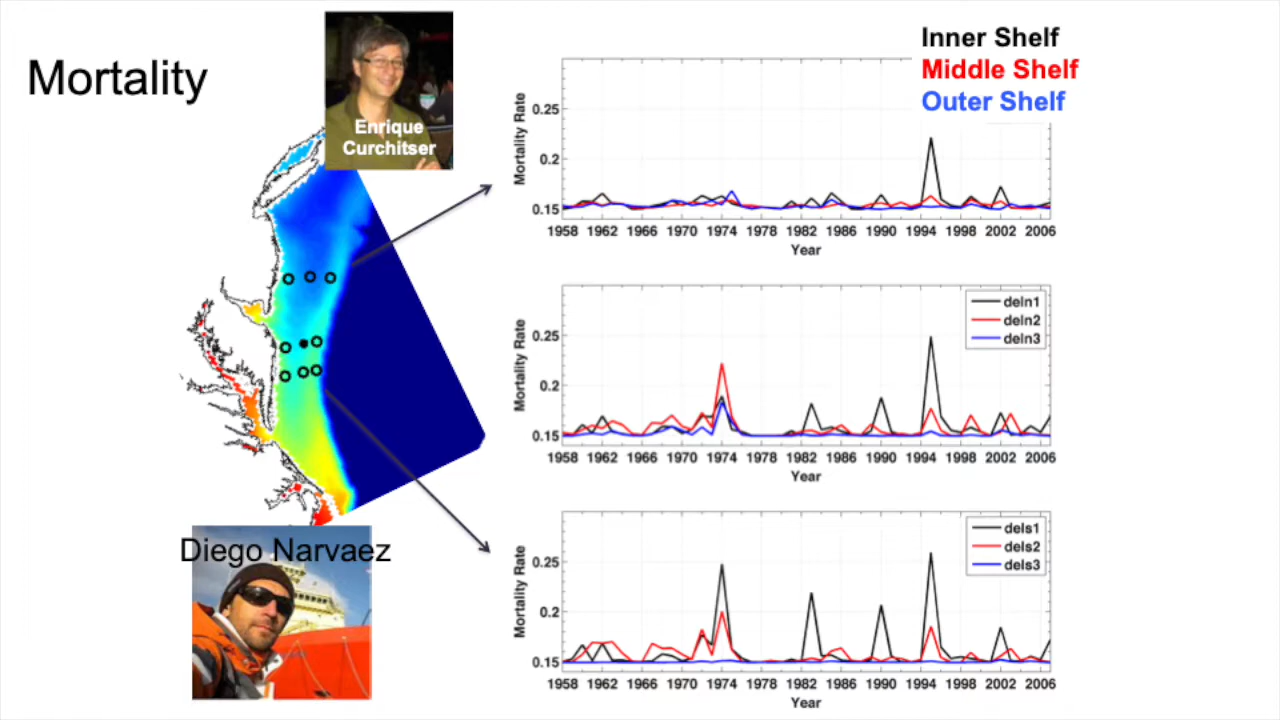 Mortality
Enrique
Curchitser
Diego Narvaez
Inner Shelf
Middle Shelf
Outer Shelf
Mortality Rate
0.25
0.2
0.15
1958 1962 1966 1970 1974 1978 1982 1986 1990 1994 1998 2002 2006
Year
Mortality Rate
0.25
0.2
0.15
deln1
deln2
deln3
1958 1962 1966 1970 1974 1978 1982 1986 1990 1994 1998 2002 2006
Year
Mortality Rate
0.25
0.2
0.15
dels1
dels2
dels3
1958 1962 1966 1970 1974 1978 1982 1986 1990 1994 1998 2002 2006
Year